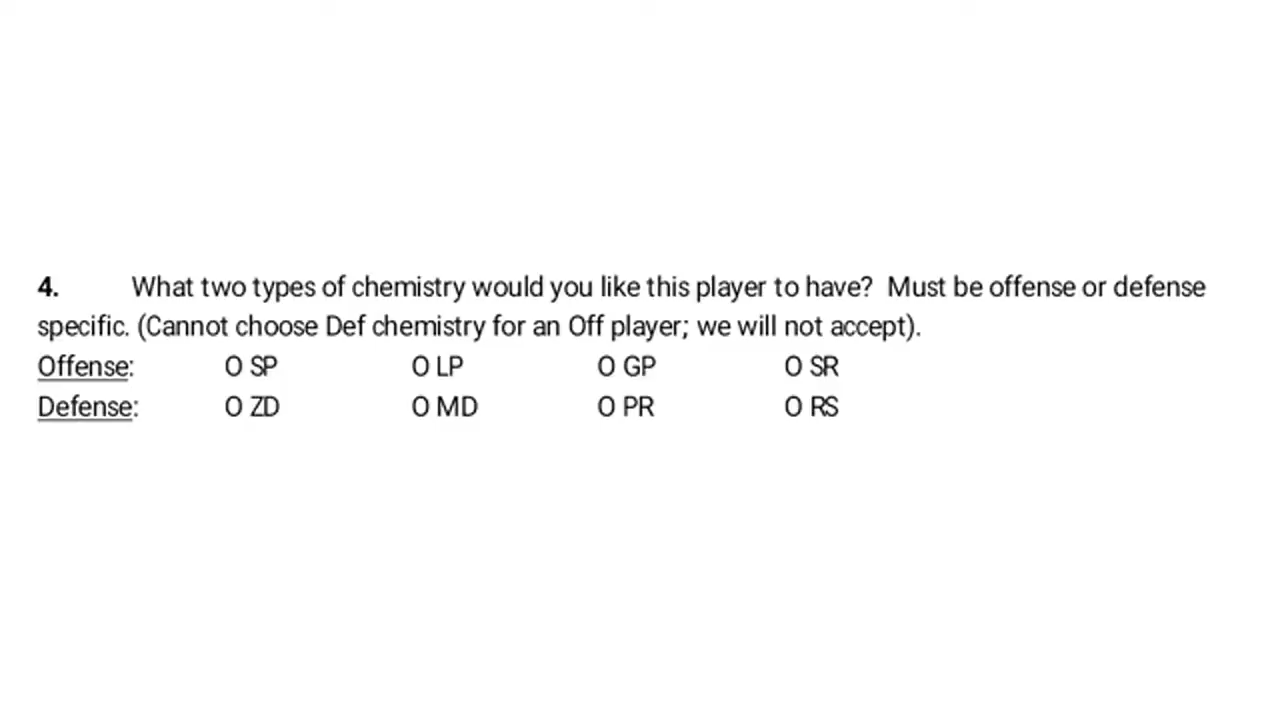 4. What two types of chemistry would you like this player to have? Must be offense or defense
specific. (Cannot choose Def chemistry for an Off player; we will not accept).
Offense: O SP O LP O GP O SR
Defense: O ZD O MD O PR O RS